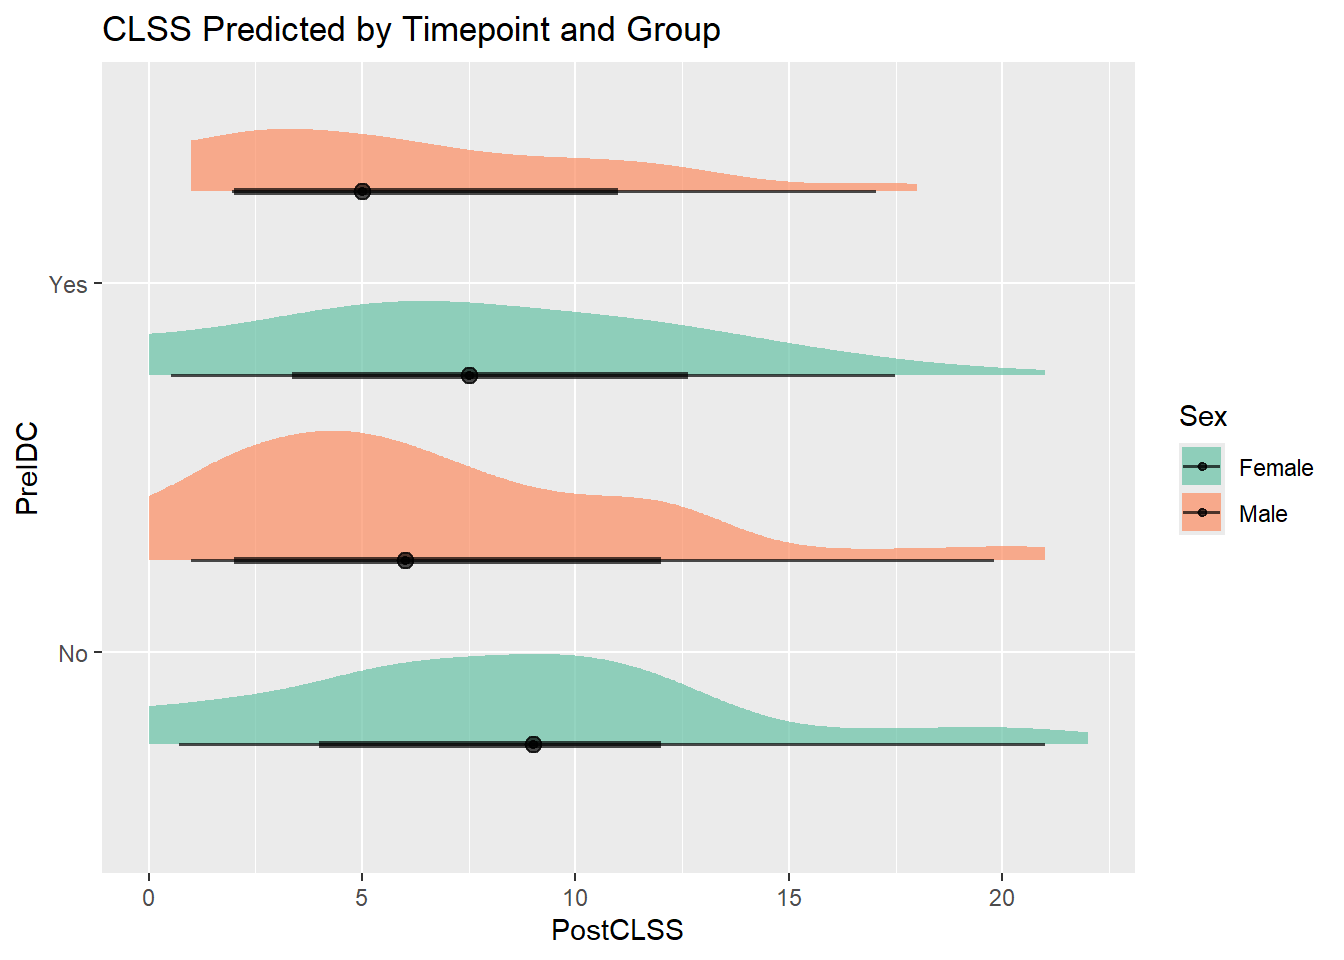 CLSS Predicted by Timepoint and Group
Yes
No
PreIDC
0 5 10 15 20
PostCLSS
Sex
Female
Male